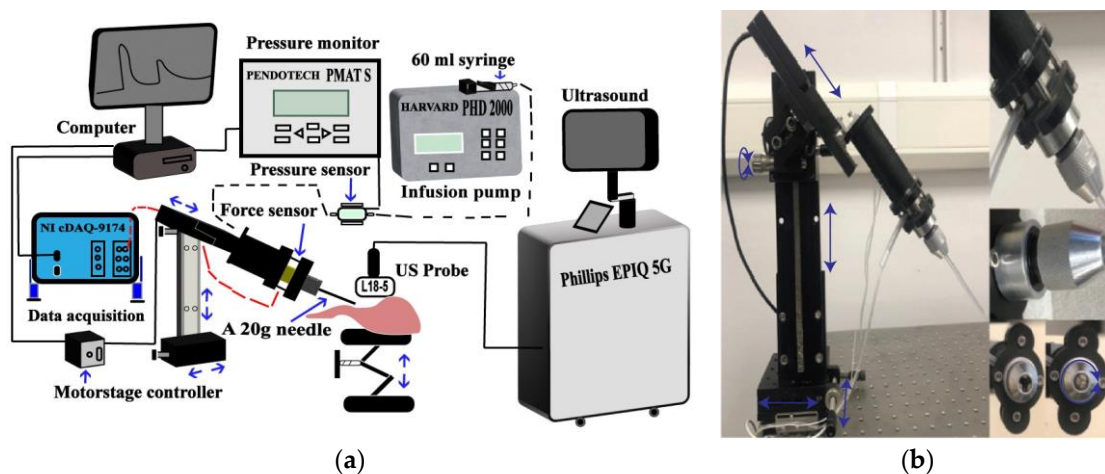 Pressure monitor
PENDOTECH PMAT S
60 ml syringe
HARVARD PHD 2000
Ultrasound
Computer
Pressure sensor
Infusion pump
Force sensor
NI cDAQ-9174
US Probe
L18-5
Phillips EPIQ 5G
Data acquisition
A 20g needle
Motorstage controller
(a)
(b)